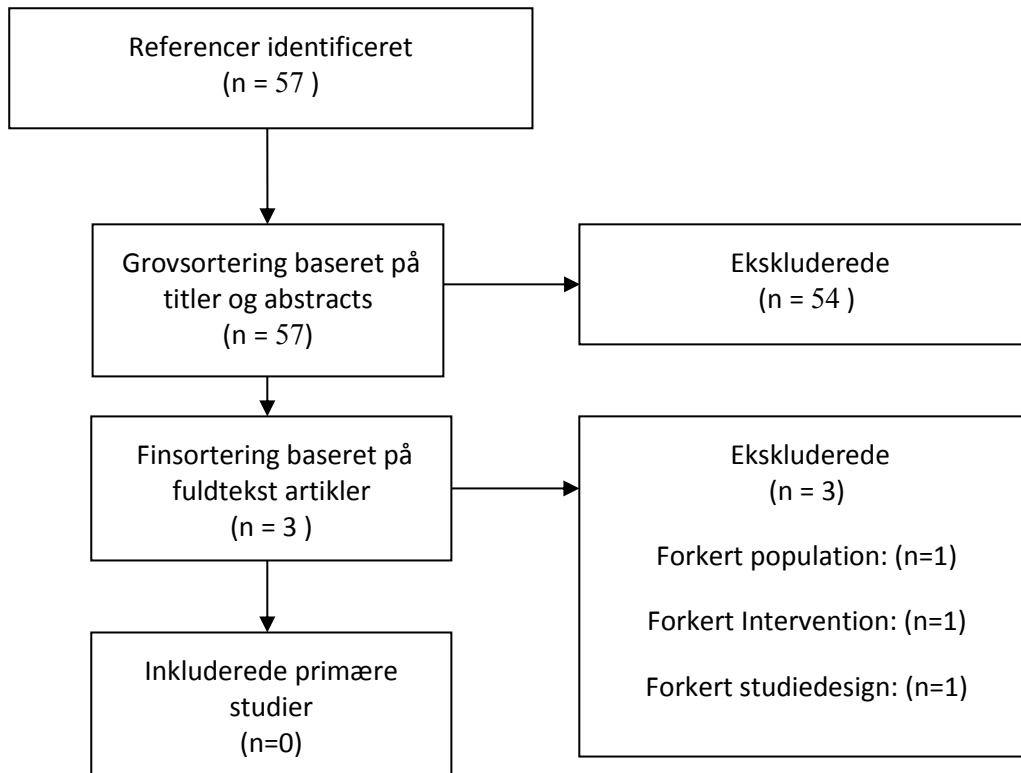 Referencer identificeret
(n = 57 )
Grovsortering baseret på
titler og abstracts
(n = 57)
Ekskluderede
(n = 54 )
Finsortering baseret på
fuldtekst artikler
(n = 3 )
Ekskluderede
(n = 3)
Forkert population: (n=1)
Forkert Intervention: (n=1)
Forkert studiedesign: (n=1)
Inkluderede primære
studier
(n=0)